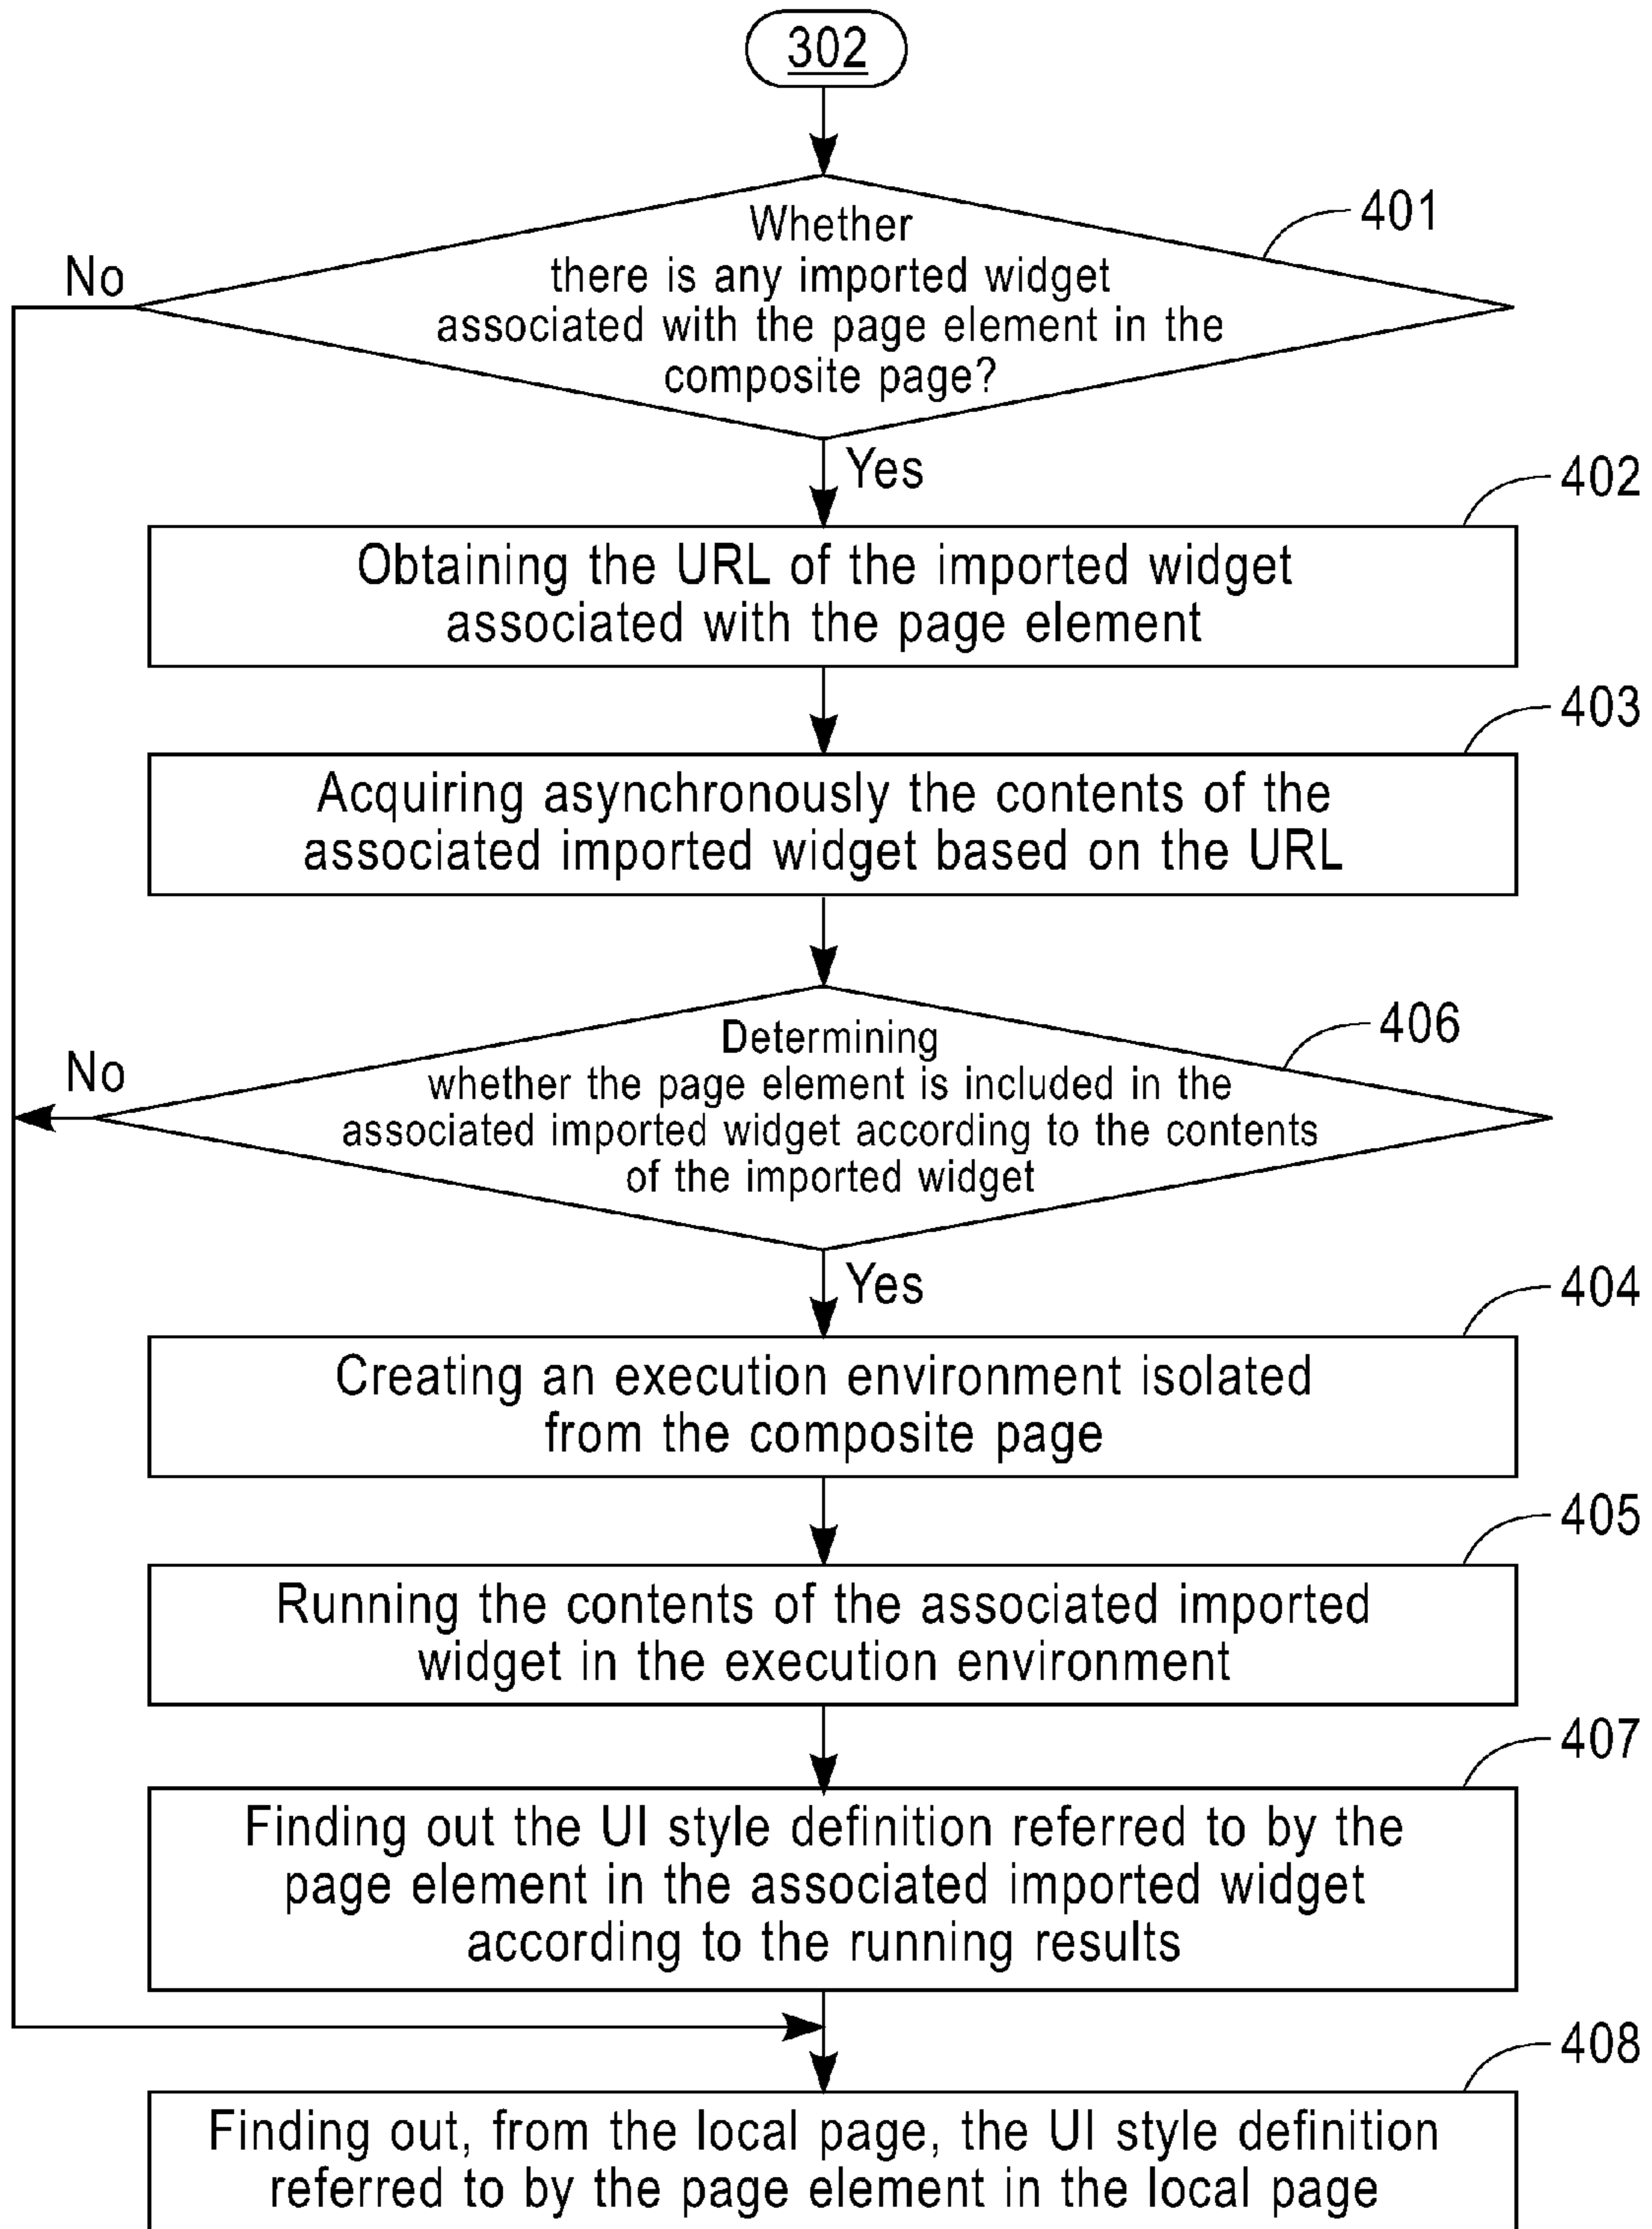 302
Whether
there is any imported widget
associated with the page element in the
composite page?
401
No
Yes
402
Obtaining the URL of the imported widget
associated with the page element
403
Acquiring asynchronously the contents of the
associated imported widget based on the URL
406
Determining
whether the page element is included in the
associated imported widget according to the contents
of the imported widget
No
Yes
404
Creating an execution environment isolated
from the composite page
405
Running the contents of the associated imported
widget in the execution environment
407
Finding out the UI style definition referred to by the
page element in the associated imported widget
according to the running results
408
Finding out, from the local page, the UI style definition
referred to by the page element in the local page